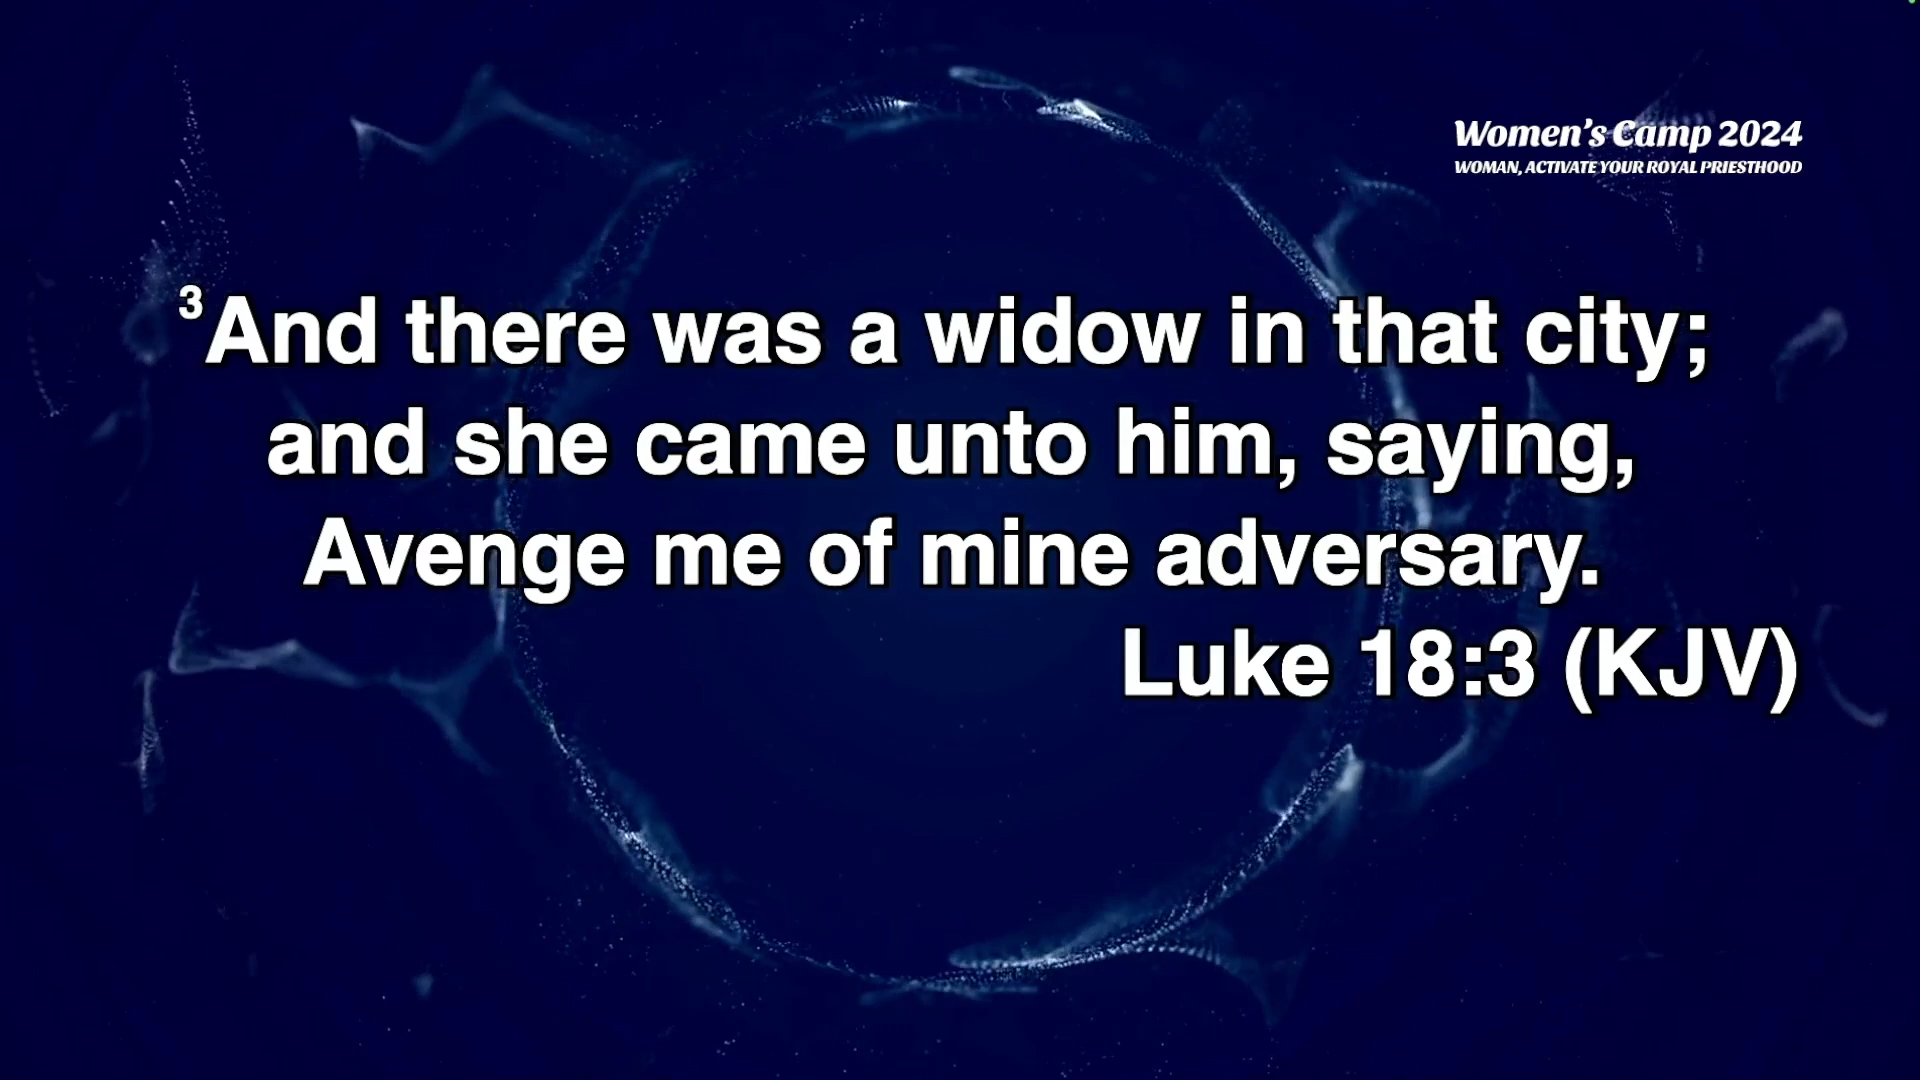 Women's Camp 2024
WOMAN, ACTIVATE YOUR ROYAL PRIESTHOOD
³And there was a widow in that city;
and she came unto him, saying,
Avenge me of mine adversary.
Luke 18:3 (KJV)